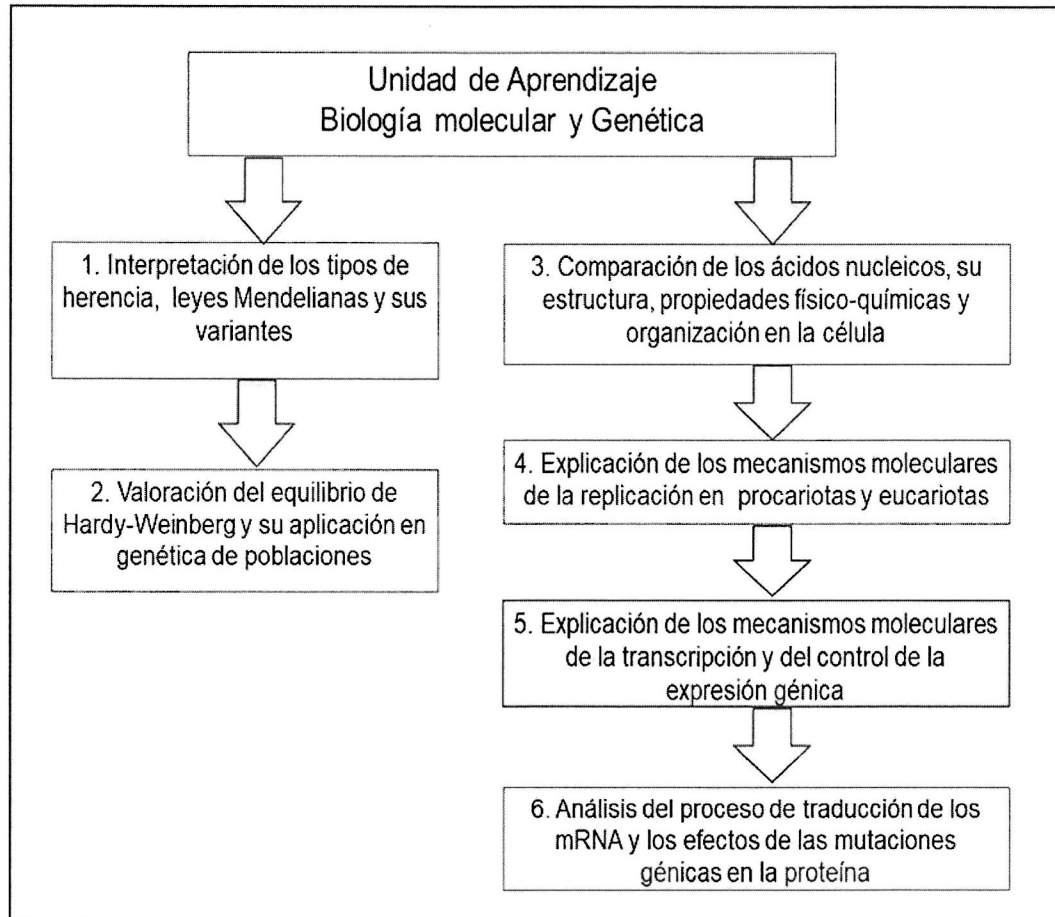 Unidad de Aprendizaje
Biología molecular y Genética
1. Interpretación de los tipos de
herencia, leyes Mendelianas y sus
variantes
2. Valoración del equilibrio de
Hardy-Weinberg y su aplicación en
genética de poblaciones
3. Comparación de los ácidos nucleicos, su
estructura, propiedades físico-químicas y
organización en la célula
4. Explicación de los mecanismos moleculares
de la replicación en procariotas y eucariotas
5. Explicación de los mecanismos moleculares
de la transcripción y del control de la
expresión génica
6. Análisis del proceso de traducción de los
mRNA y los efectos de las mutaciones
génicas en la proteína